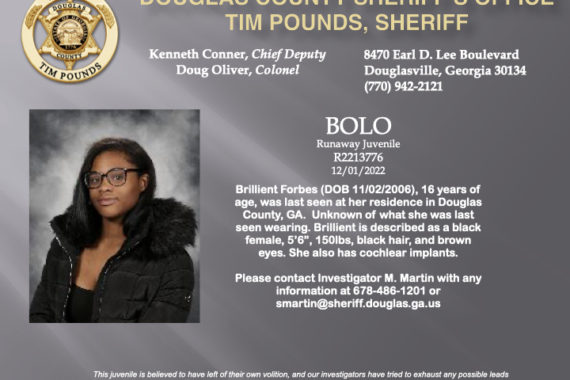 DOUGLAS COUNTY SHERIFF'S OFFICE
TIM POUNDS, SHERIFF
DOUGLAS
COUNTY
TIM POUNDS
Kenneth Conner, Chief Deputy
Doug Oliver, Colonel
8470 Earl D. Lee Boulevard
Douglasville, Georgia 30134
(770) 942-2121
BOLO
Runaway Juvenile
R2213776
12/01/2022
Brillient Forbes (DOB 11/02/2006), 16 years of
age, was last seen at her residence in Douglas
County, GA.  Unknown of what she was last
seen wearing. Brillient is described as a black
female, 5'6", 150lbs, black hair, and brown
eyes. She also has cochlear implants.
Please contact Investigator M. Martin with any
information at 678-486-1201 or
smartin@sheriff.douglas.ga.us
This juvenile is believed to have left of their own volition, and our investigators have tried to exhaust any possible leads